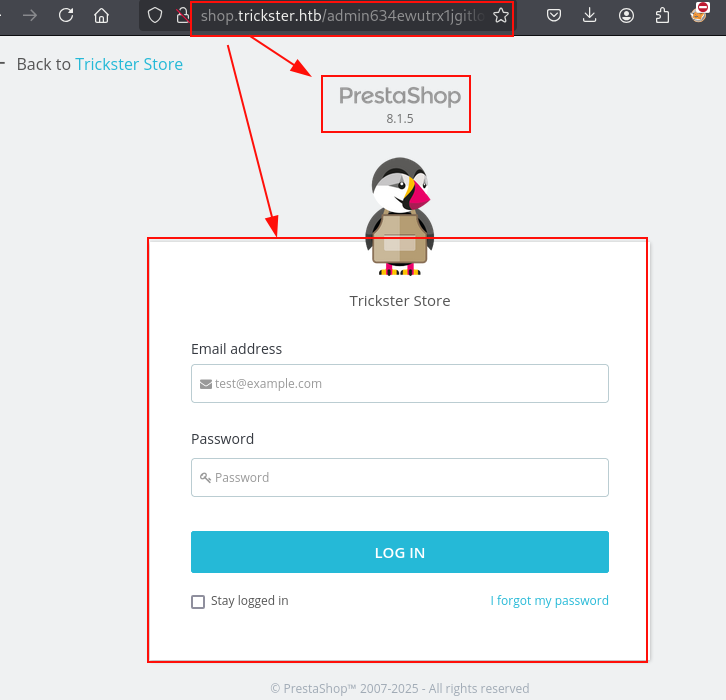 shop.trickster.htb/admin634ewutrx1jgitlo
Back to Trickster Store
PrestaShop
8.1.5
Trickster Store
Email address
test@example.com
Password
Password
LOG IN
Stay logged in
I forgot my password
© PrestaShop™ 2007-2025 - All rights reserved